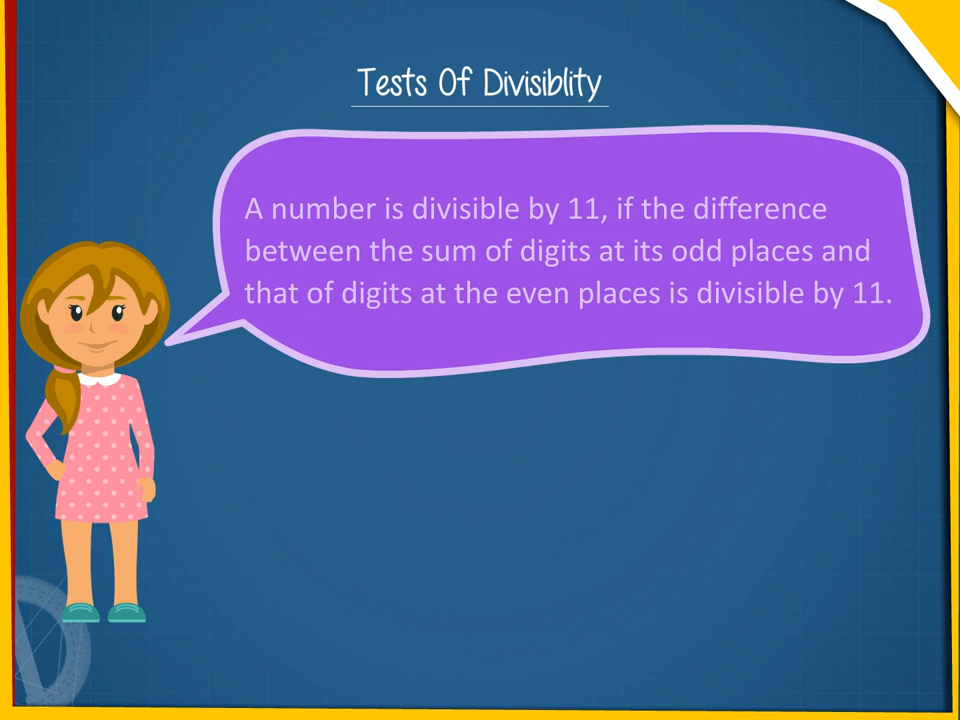 Tests Of Divisiblity
A number is divisible by 11, if the difference
between the sum of digits at its odd places and
that of digits at the even places is divisible by 11.